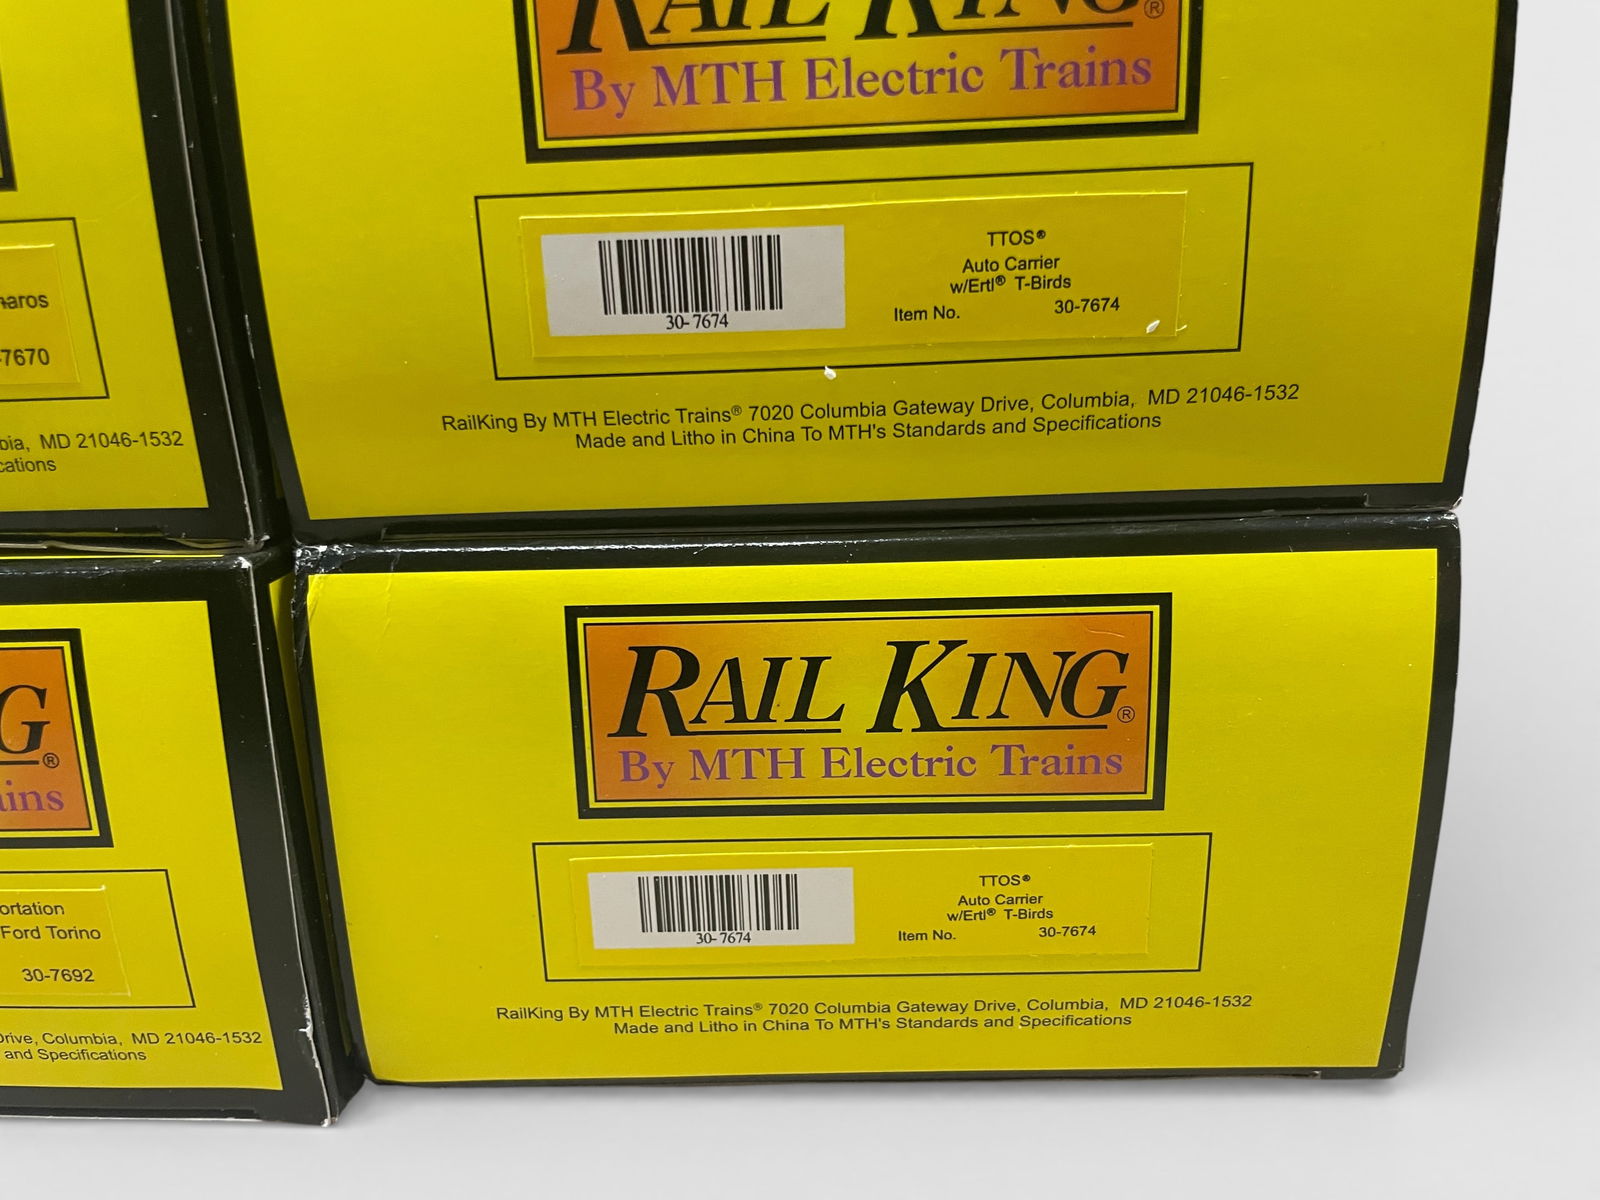 RAIL KING®
By MTH Electric Trains
TTOS®
Auto Carrier
w/Ertl® T-Birds
30-7674
Item No. 30-7674
RailKing By MTH Electric Trains® 7020 Columbia Gateway Drive, Columbia, MD 21046-1532
Made and Litho in China To MTH's Standards and Specifications
-7670
MD 21046-1532
RAIL KING®
By MTH Electric Trains
TTOS®
Auto Carrier
w/Ertl® T-Birds
30-7674
Item No. 30-7674
RailKing By MTH Electric Trains® 7020 Columbia Gateway Drive, Columbia, MD 21046-1532
Made and Litho in China To MTH's Standards and Specifications
G®
Ford Torino
30-7692
Drive, Columbia, MD 21046-1532
and Specifications